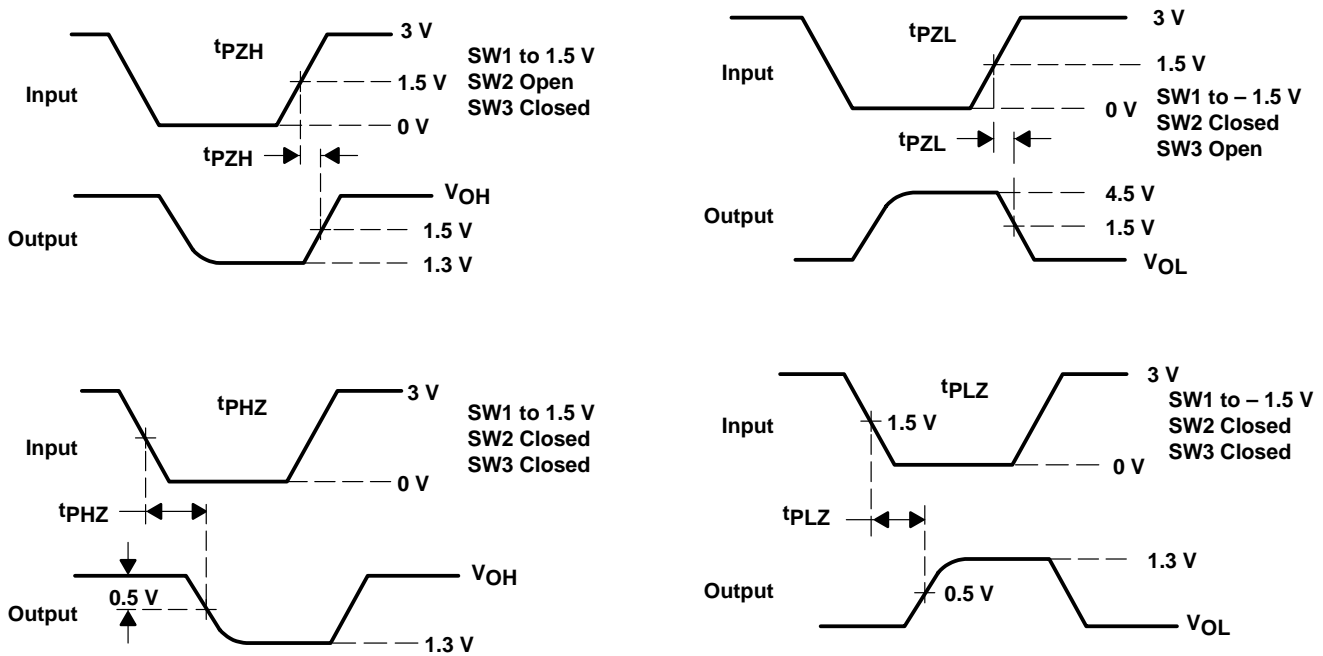 tPZH
3 V
SW1 to 1.5 V
SW2 Open
SW3 Closed
1.5 V
Input
0 V
tPZH
VOH
Output
1.5 V
1.3 V
tPZL
3 V
1.5 V
Input
0 V
SW1 to – 1.5 V
SW2 Closed
SW3 Open
tPZL
4.5 V
Output
1.5 V
VOL
tPHZ
3 V
SW1 to 1.5 V
SW2 Closed
SW3 Closed
Input
0 V
tPHZ
VOH
0.5 V
Output
1.3 V
tPLZ
3 V
SW1 to – 1.5 V
SW2 Closed
SW3 Closed
1.5 V
Input
0 V
tPLZ
1.3 V
Output
0.5 V
VOL